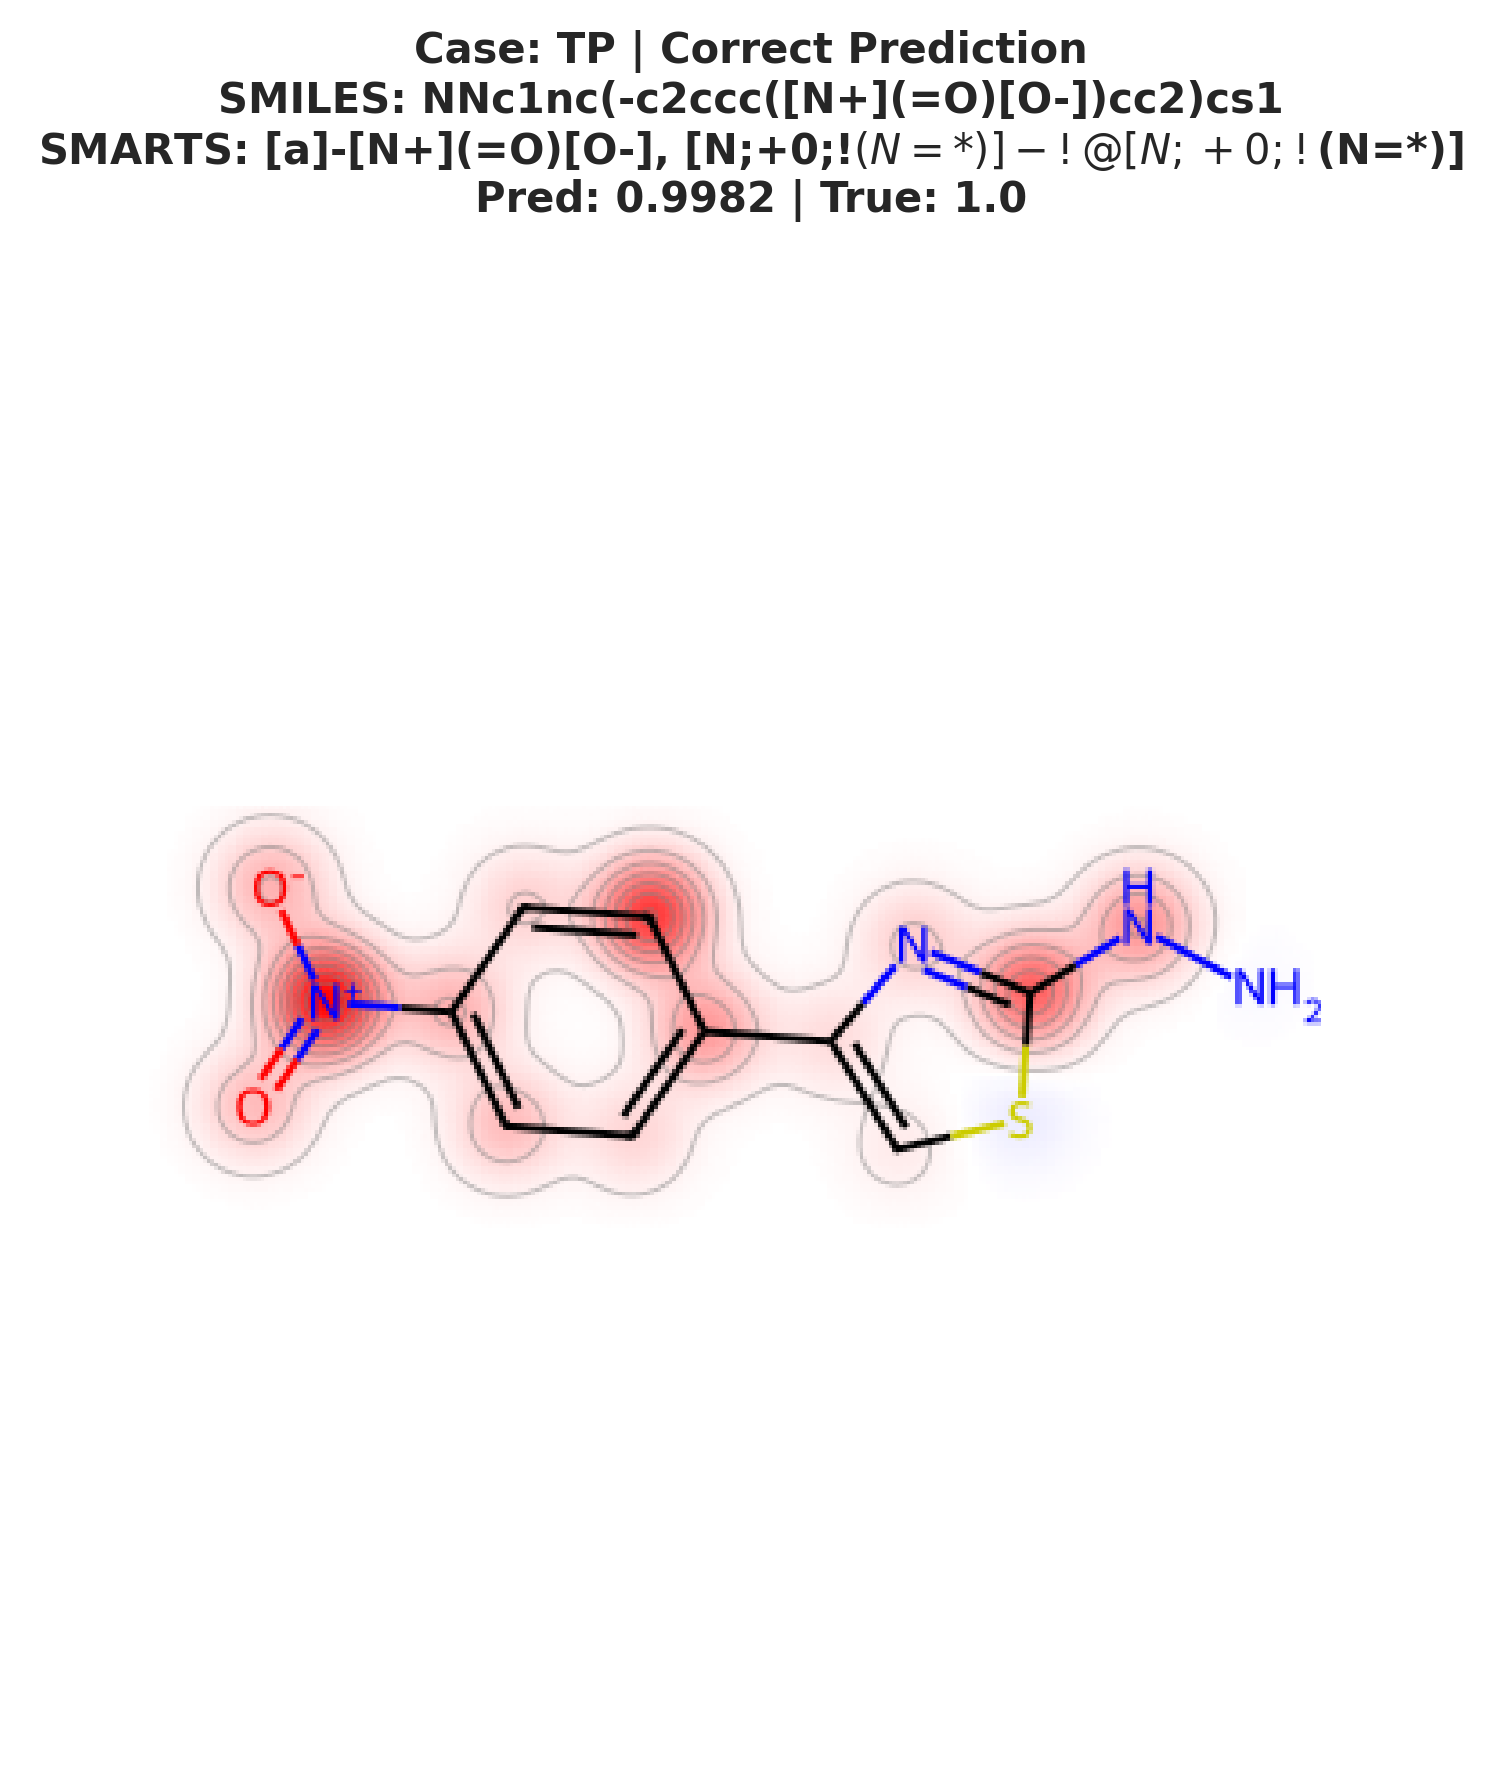 Case: TP | Correct Prediction
SMILES: NNc1nc(-c2ccc([N+](=O)[O-])cc2)cs1
SMARTS: [a]-[N+](=O)[O-], [N;+0;!(N = *)] − ! @[N; + 0; ! (N=*)]
Pred: 0.9982 | True: 1.0
O⁻
H
N
N
N⁺
NH₂
O
S